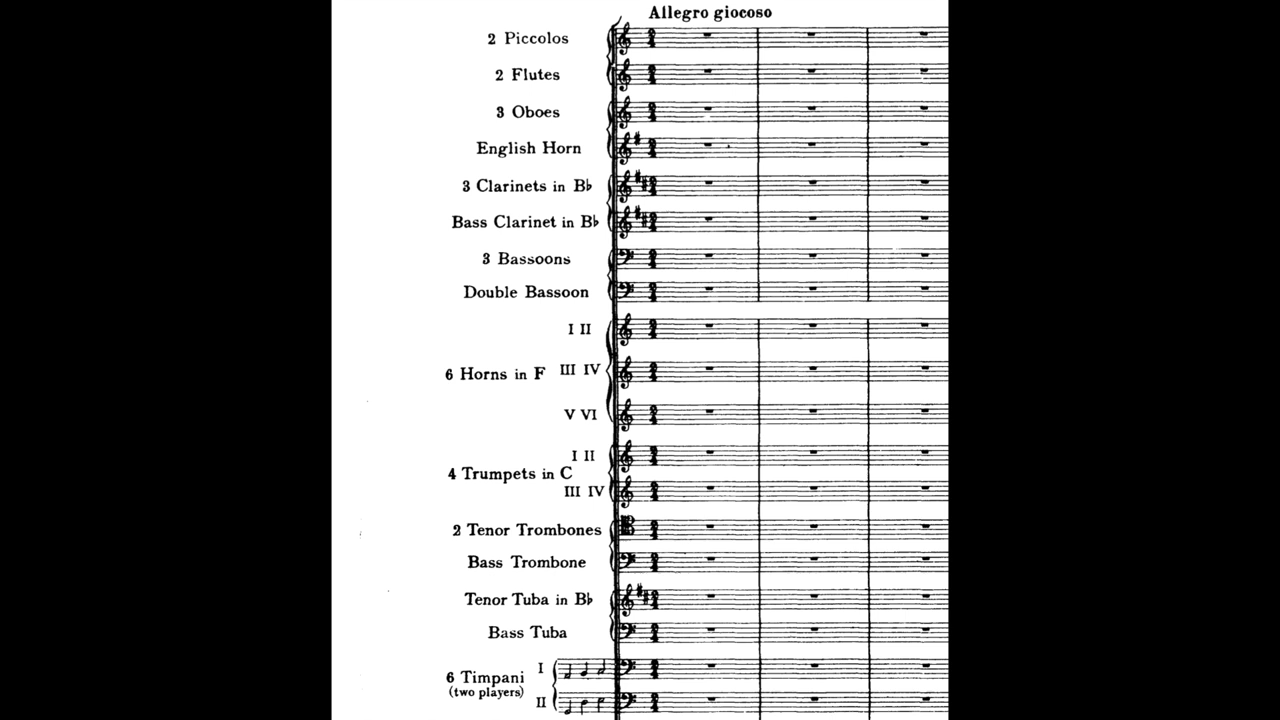 Allegro giocoso
2 Piccolos
2 Flutes
3 Oboes
English Horn
3 Clarinets in B♭
Bass Clarinet in B♭
3 Bassoons
Double Bassoon
I II
6 Horns in F III IV
V VI
I II
4 Trumpets in C
III IV
2 Tenor Trombones
Bass Trombone
Tenor Tuba in B♭
Bass Tuba
I
6 Timpani
(two players)
II